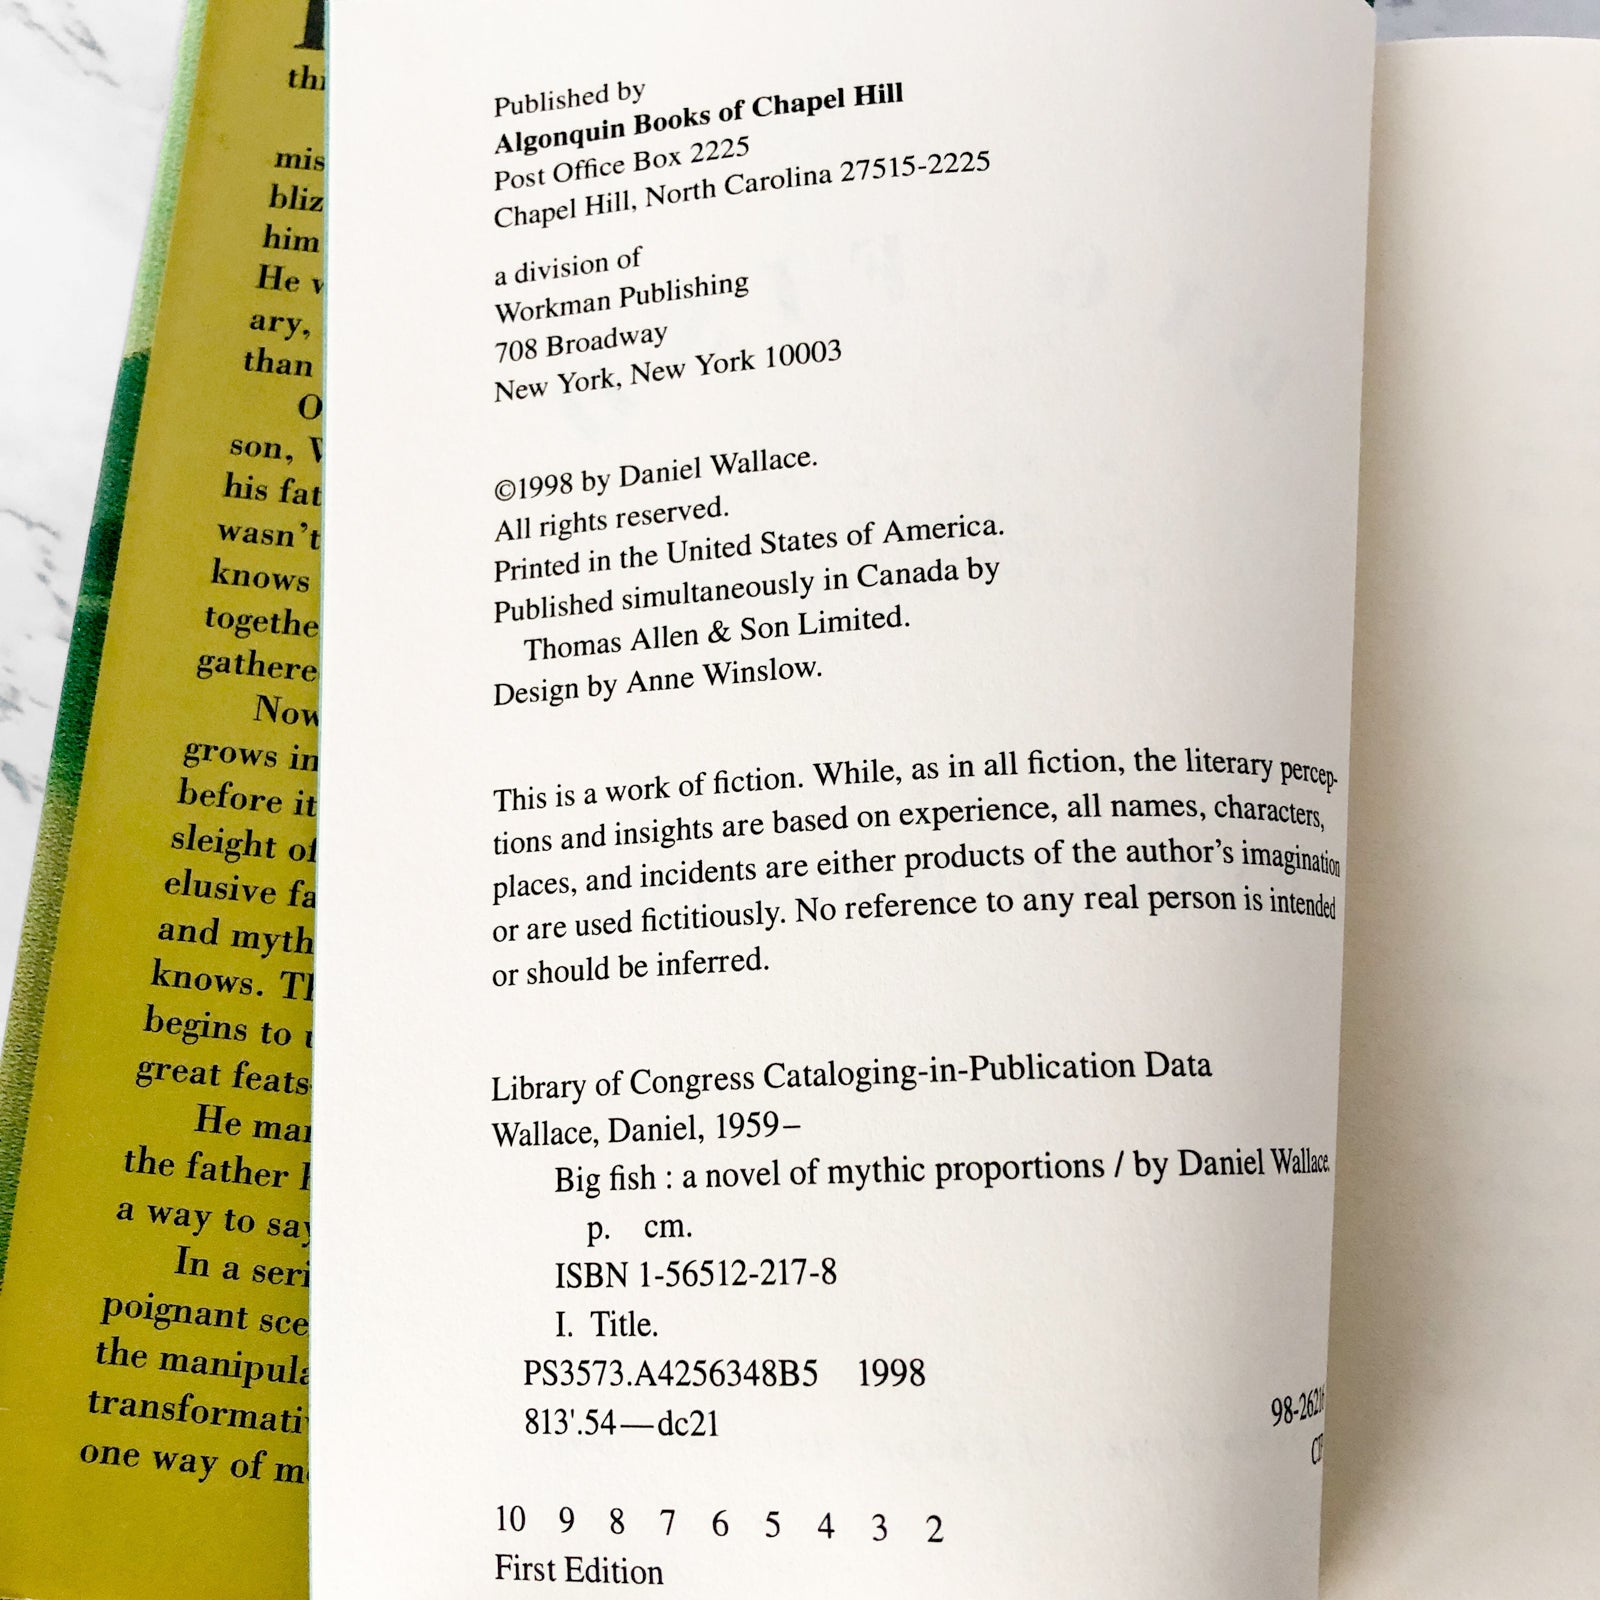 thi
mis
bliz
him
He v
ary,
than
O
son, W
his fat
wasn't
knows
togethe
gathere
Now
grows in
before it
sleight of
elusive fa
and myth
knows. Th
begins to
great feats
He mar
the father
a way to say
In a seri
poignant sce
the manipula
transformati
one way of m
Published by
Algonquin Books of Chapel Hill
Post Office Box 2225
Chapel Hill, North Carolina 27515-2225
a division of
Workman Publishing
708 Broadway
New York, New York 10003
©1998 by Daniel Wallace.
All rights reserved.
Printed in the United States of America.
Published simultaneously in Canada by
Thomas Allen & Son Limited.
Design by Anne Winslow.
This is a work of fiction. While, as in all fiction, the literary percep-
tions and insights are based on experience, all names, characters,
places, and incidents are either products of the author's imagination
or are used fictitiously. No reference to any real person is intended
or should be inferred.
Library of Congress Cataloging-in-Publication Data
Wallace, Daniel, 1959–
Big fish : a novel of mythic proportions / by Daniel Wallace.
p. cm.
ISBN 1-56512-217-8
I. Title.
PS3573.A4256348B5 1998
813'.54—dc21
98-2621
CI
10 9 8 7 6 5 4 3 2
First Edition